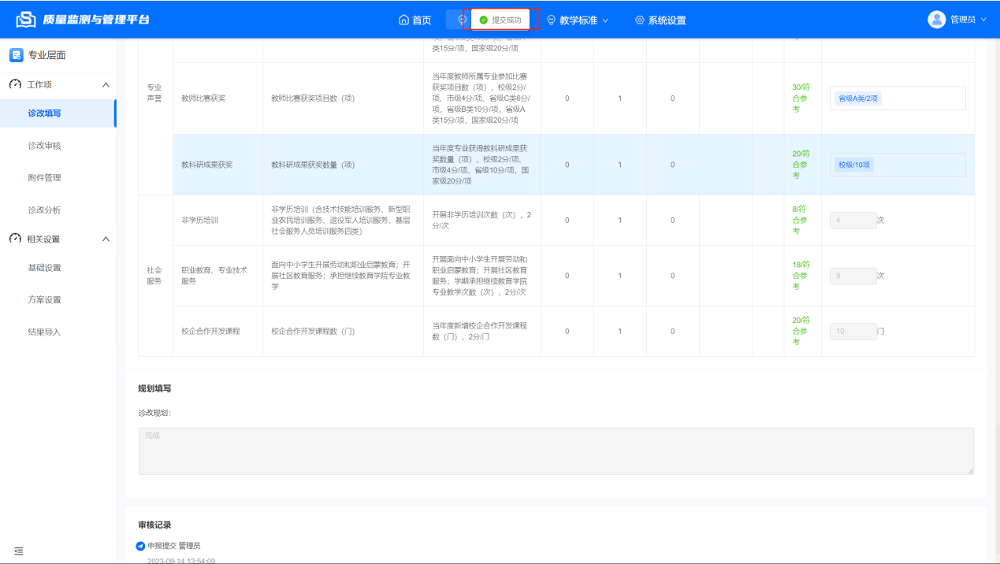 质量监测与管理平台
首页
提交成功
教学标准
系统设置
管理员
专业层面
工作项
诊改填写
诊改审核
附件管理
诊改分析
相关设置
基础设置
方案设置
结果导入
类15分/项、国家级20分/项
专业
声誉
教师比赛获奖
教师比赛获奖项目数（项）
当年度教师所属专业参加比赛
获奖项目数（项），校级2分/
项、市级4分/项、省级C类6分/
项、省级B类10分/项，省级A
类15分/项，国家级20分/项
0
1
0
30/符
合参
考
省级A类/2项
教科研成果获奖
教科研成果获奖数量（项）
当年度专业获得教科研成果获
奖数量（项），校级2分/项、
市级4分/项、省级10分/项，国
家级20分/项
0
1
0
20/符
合参
考
校级/10项
社会
服务
非学历培训
非学历培训（含技术技能培训服务、新型职
业农民培训服务、退役军人培训服务、基层
社会服务人员培训服务四类）
开展非学历培训次数（次），2
分/次
0
1
0
8/符
合参
考
4
次
职业教育、专业技术
服务
面向中小学生开展劳动和职业启蒙教育；开
展社区教育服务；承担继续教育学院专业教
学
开展面向中小学生开展劳动和
职业启蒙教育；开展社区教育
服务；学期承担继续教育学院
专业教学次数（次），2分/次
0
1
0
18/符
合参
考
9
次
校企合作开发课程
校企合作开发课程数（门）
当年度新增校企合作开发课程
数（门），2分/门
0
1
0
20/符
合参
考
10
门
规划填写
诊改规划：
完成
审核记录
申报提交 管理员
2023-09-14 13:54:09